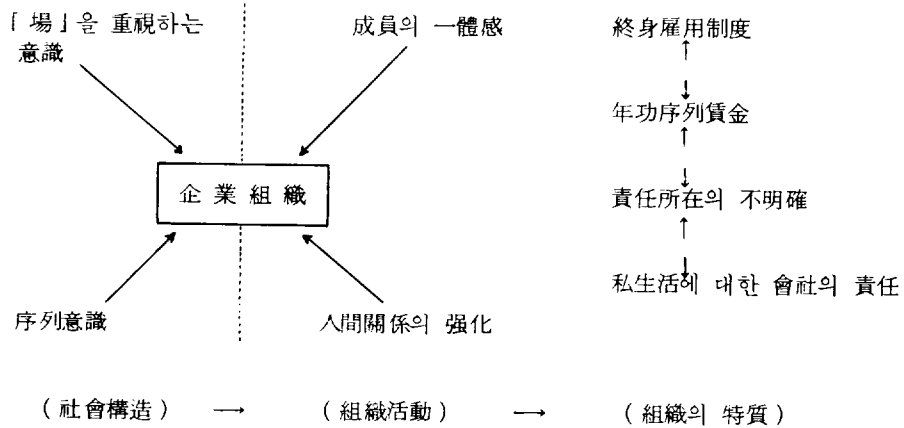 「場」을 重視하는 成員의 一體感 終身雇用制度
意識
年功序列賃金
企業組織 責任所在의 不明確
私生活에 대한 會社의 責任
序列意識 人間關係의 强化
(社會構造) → (組織活動) → (組織의 特質)